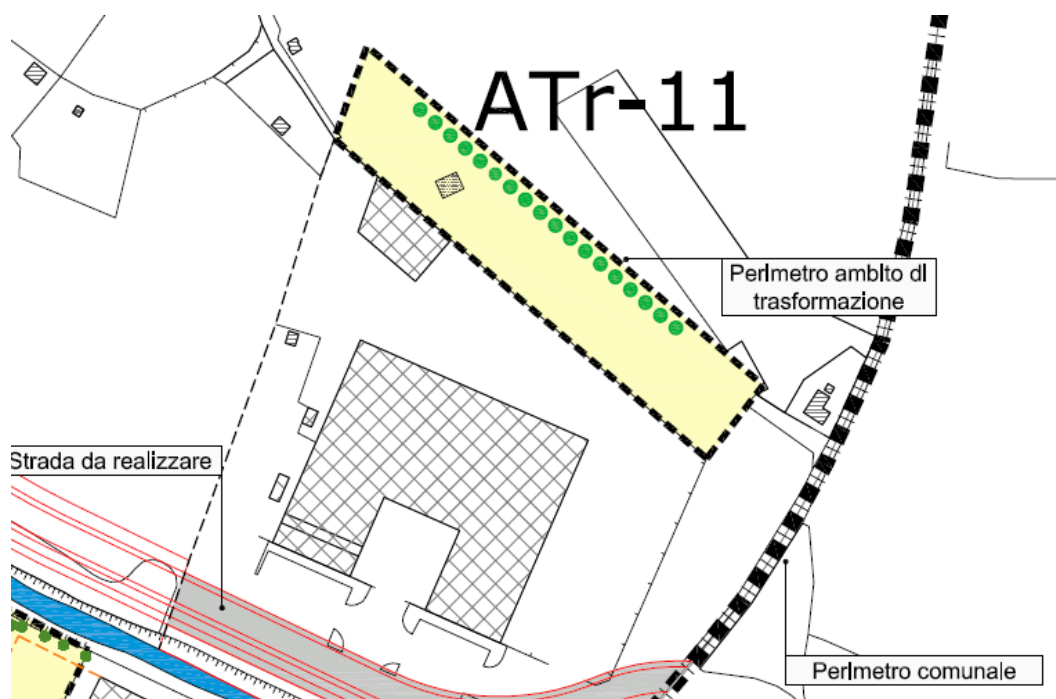 ATr-11
Perimetro ambito di
trasformazione
Strada da realizzare
Perimetro comunale